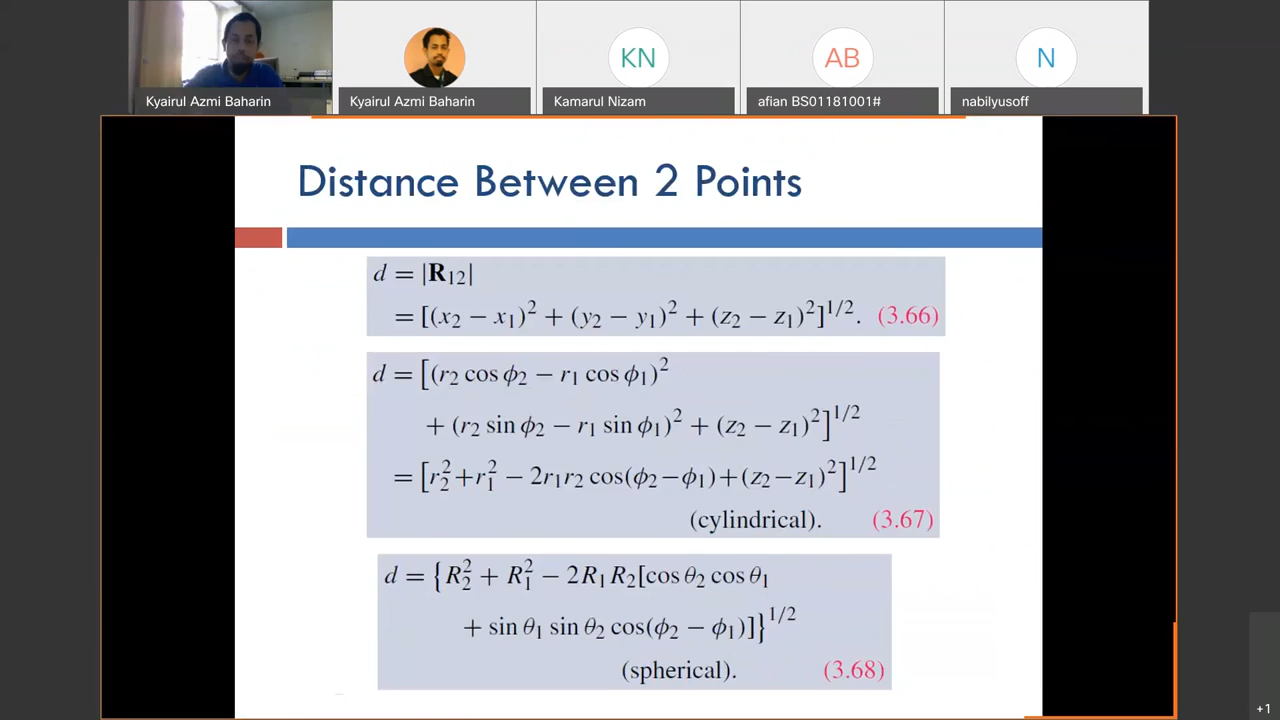 KN
AB
N
Kyairul Azmi Baharin
Kyairul Azmi Baharin
Kamarul Nizam
afian BS01181001#
nabilyusoff
Distance Between 2 Points
d = |R₁₂|
= [(x₂ − x₁)² + (y₂ − y₁)² + (z₂ − z₁)²]^1/2. (3.66)
d = [(r₂ cos ϕ₂ − r₁ cos ϕ₁)²
+ (r₂ sin ϕ₂ − r₁ sin ϕ₁)² + (z₂ − z₁)²]^1/2
= [r₂² + r₁² − 2r₁r₂ cos(ϕ₂−ϕ₁)+(z₂−z₁)²]^1/2
(cylindrical). (3.67)
d = {R₂² + R₁² − 2R₁R₂[cos θ₂ cos θ₁
+ sin θ₁ sin θ₂ cos(ϕ₂ − ϕ₁)]}^1/2
(spherical). (3.68)
+1